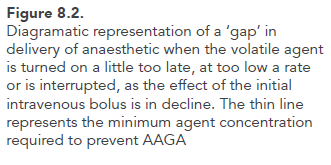 Figure 8.2.
Diagramatic representation of a ‘gap’ in
delivery of anaesthetic when the volatile agent
is turned on a little too late, at too low a rate
or is interrupted, as the effect of the initial
intravenous bolus is in decline. The thin line
represents the minimum agent concentration
required to prevent AAGA